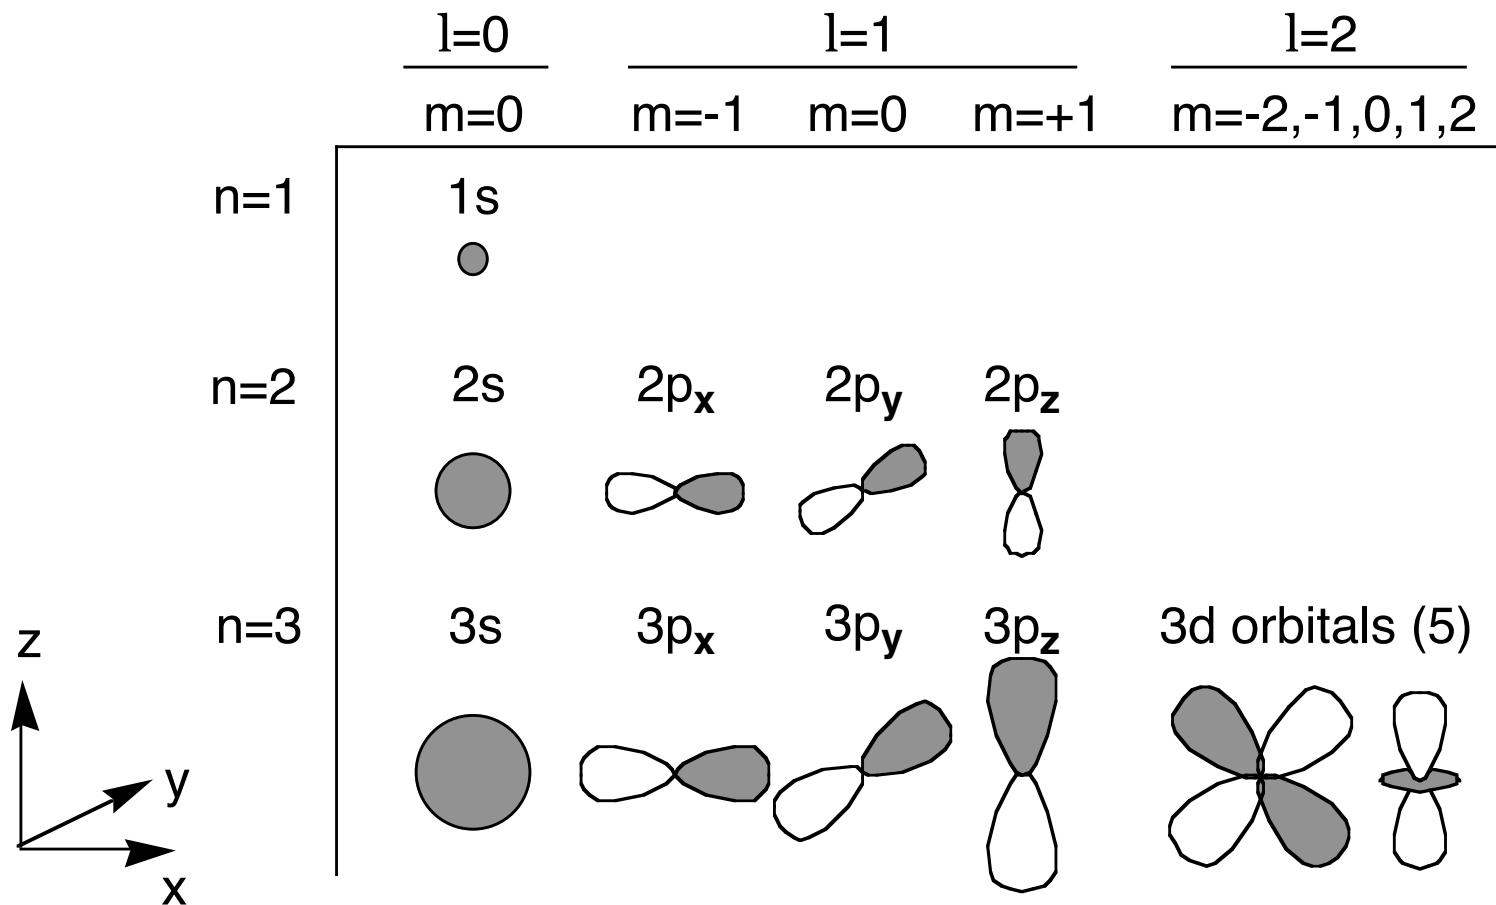 l=0 l=1 l=2
m=0 m=-1 m=0 m=+1 m=-2,-1,0,1,2
n=1 1s
n=2 2s 2px 2py 2pz
n=3 3s 3px 3py 3pz 3d orbitals (5)
z
y
x